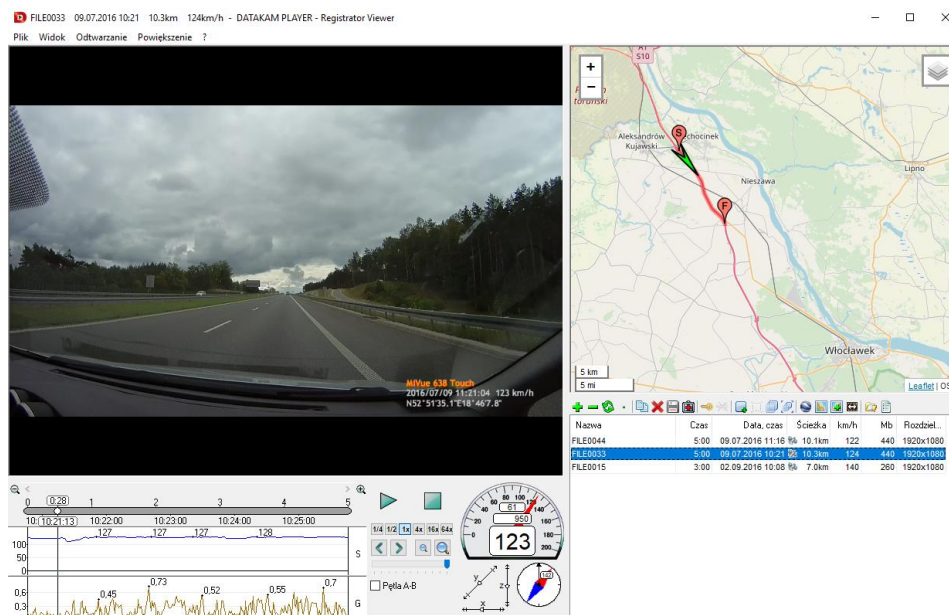 FILE0033 09.07.2016 10:21 10.3km 124km/h - DATAKAM PLAYER - Registrator Viewer
Plik Widok Odtwarzanie Powiększenie ?
MiVue 638 Touch
2016/07/09 11:21:04 123 km/h
N52°51'35.1"E18°46'7.8"
+
−
A1
S10
toruński
Aleksandrów
Kujawski
S
Nieszawa
Lipno
F
Włocławek
5 km
5 mi
Leaflet | OS
Nazwa Czas Data, czas Ścieżka km/h Mb Rozdziel...
FILE0044 5:00 09.07.2016 11:16 10.1km 122 440 1920x1080
FILE0033 5:00 09.07.2016 10:21 10.3km 124 440 1920x1080
FILE0015 3:00 02.09.2016 10:08 7.0km 140 260 1920x1080
0 0:28 1 2 3 4 5
10: 10:21:13 10:22:00 10:23:00 10:24:00 10:25:00
127 127 127 128
100
50
0
S
0,6
0,3
0,45 0,73 0,52 0,55 0,7
G
1/4 1/2 1x 4x 16x 64x
Pętla A-B
0 20 40 60 80 100 120 140 160 180 200
61
950
123
y
z
x
142